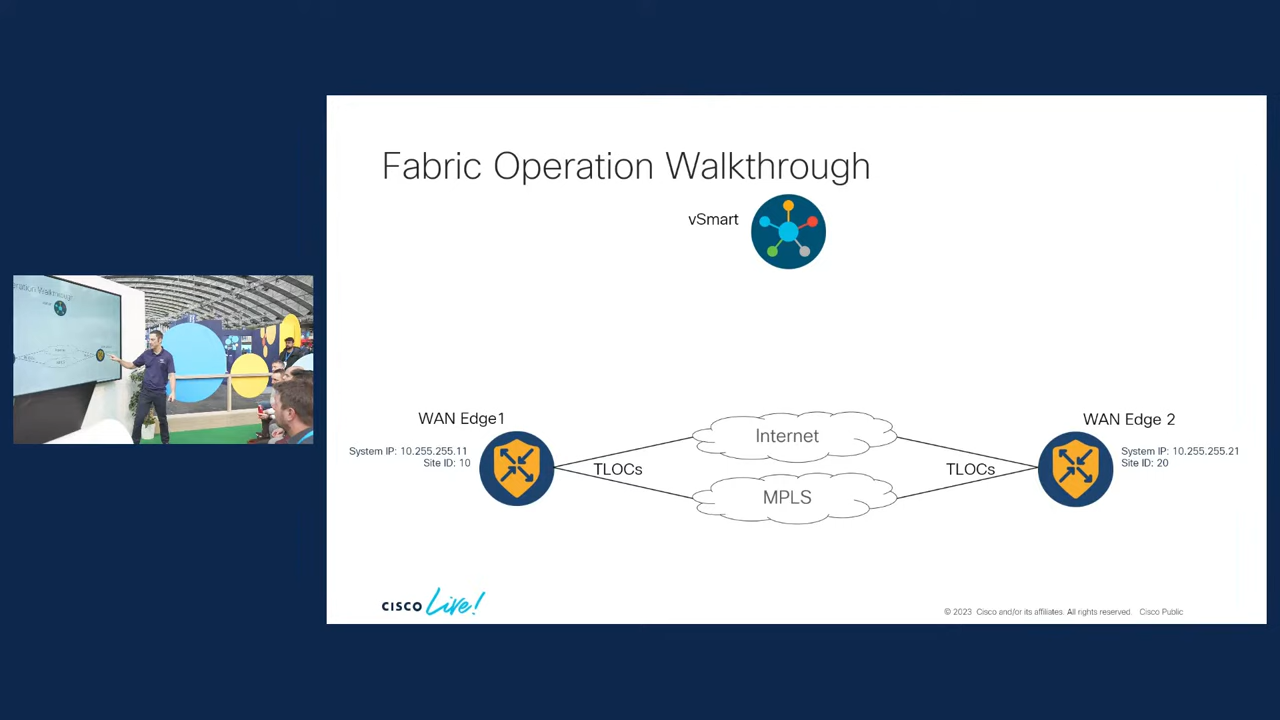 Fabric Operation Walkthrough
vSmart
WAN Edge1
System IP: 10.255.255.11
Site ID: 10
TLOCs
Internet
MPLS
TLOCs
WAN Edge 2
System IP: 10.255.255.21
Site ID: 20
CISCO Live!
© 2023 Cisco and/or its affiliates. All rights reserved. Cisco Public
eration Walkthrough